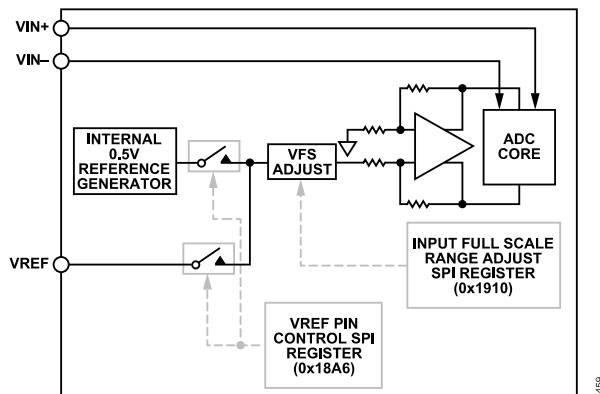 VIN+
VIN–
INTERNAL
0.5V
REFERENCE
GENERATOR
VFS
ADJUST
ADC
CORE
VREF
INPUT FULL SCALE
RANGE ADJUST
SPI REGISTER
(0x1910)
VREF PIN
CONTROL SPI
REGISTER
(0x18A6)